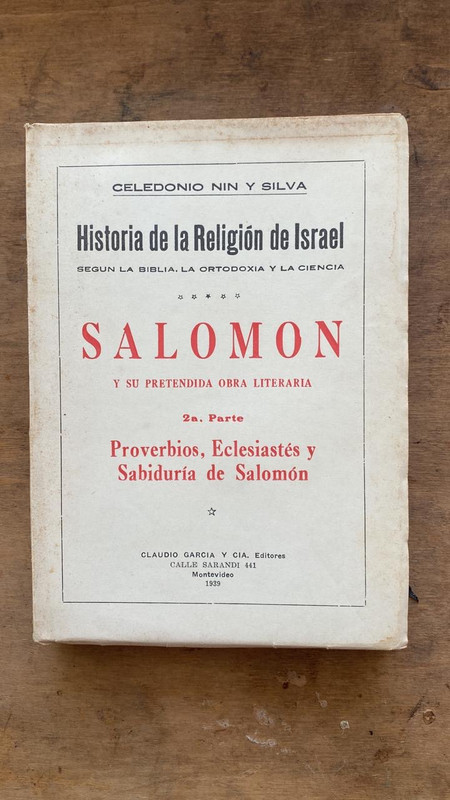 CELEDONIO NIN Y SILVA
Historia de la Religión de Israel
SEGUN LA BIBLIA, LA ORTODOXIA Y LA CIENCIA
SALOMON
Y SU PRETENDIDA OBRA LITERARIA
2a. Parte
Proverbios, Eclesiastés y
Sabiduría de Salomón
CLAUDIO GARCIA Y CIA. Editores
CALLE SARANDI 441
Montevideo
1939